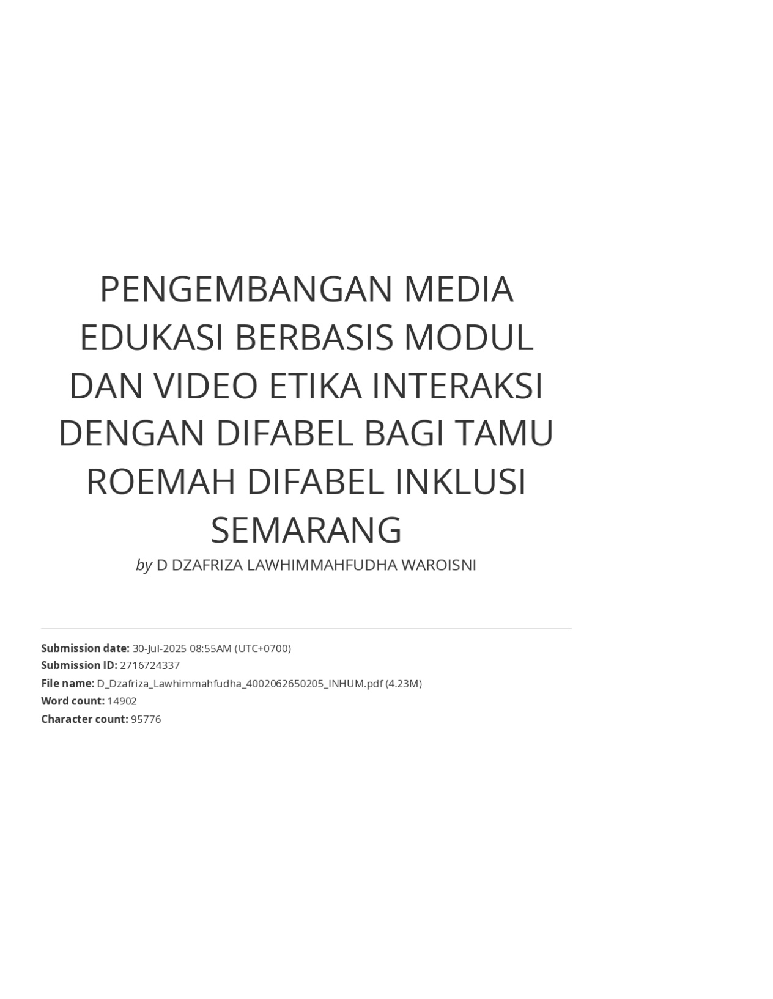 PENGEMBANGAN MEDIA
EDUKASI BERBASIS MODUL
DAN VIDEO ETIKA INTERAKSI
DENGAN DIFABEL BAGI TAMU
ROEMAH DIFABEL INKLUSI
SEMARANG
by D DZAFRIZA LAWHIMMAHFUDHA WAROISNI
Submission date: 30-Jul-2025 08:55AM (UTC+0700)
Submission ID: 2716724337
File name: D_Dzafriza_Lawhimmahfudha_4002062650205_INHUM.pdf (4.23M)
Word count: 14902
Character count: 95776